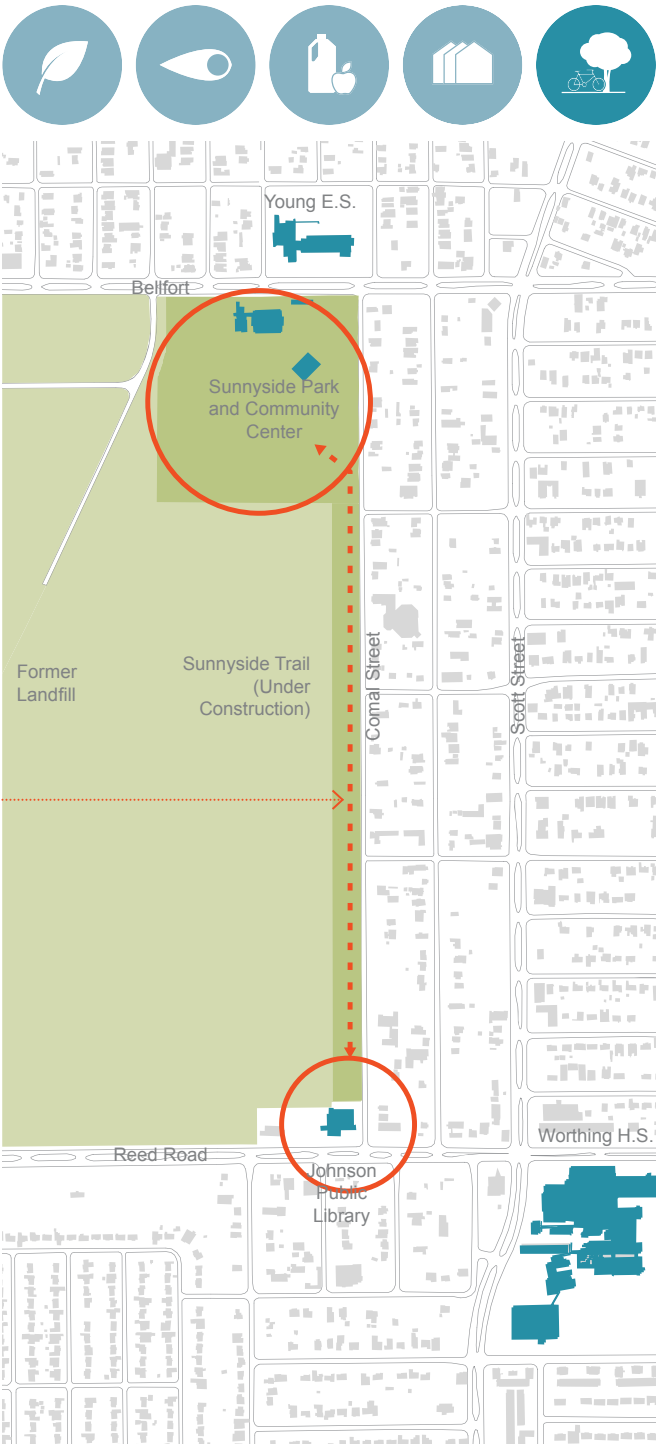 Young E.S.
Bellfort
Sunnyside Park
and Community
Center
Former
Landfill
Sunnyside Trail
(Under
Construction)
Comal Street
Scott Street
Worthing H.S.
Reed Road
Johnson
Public
Library